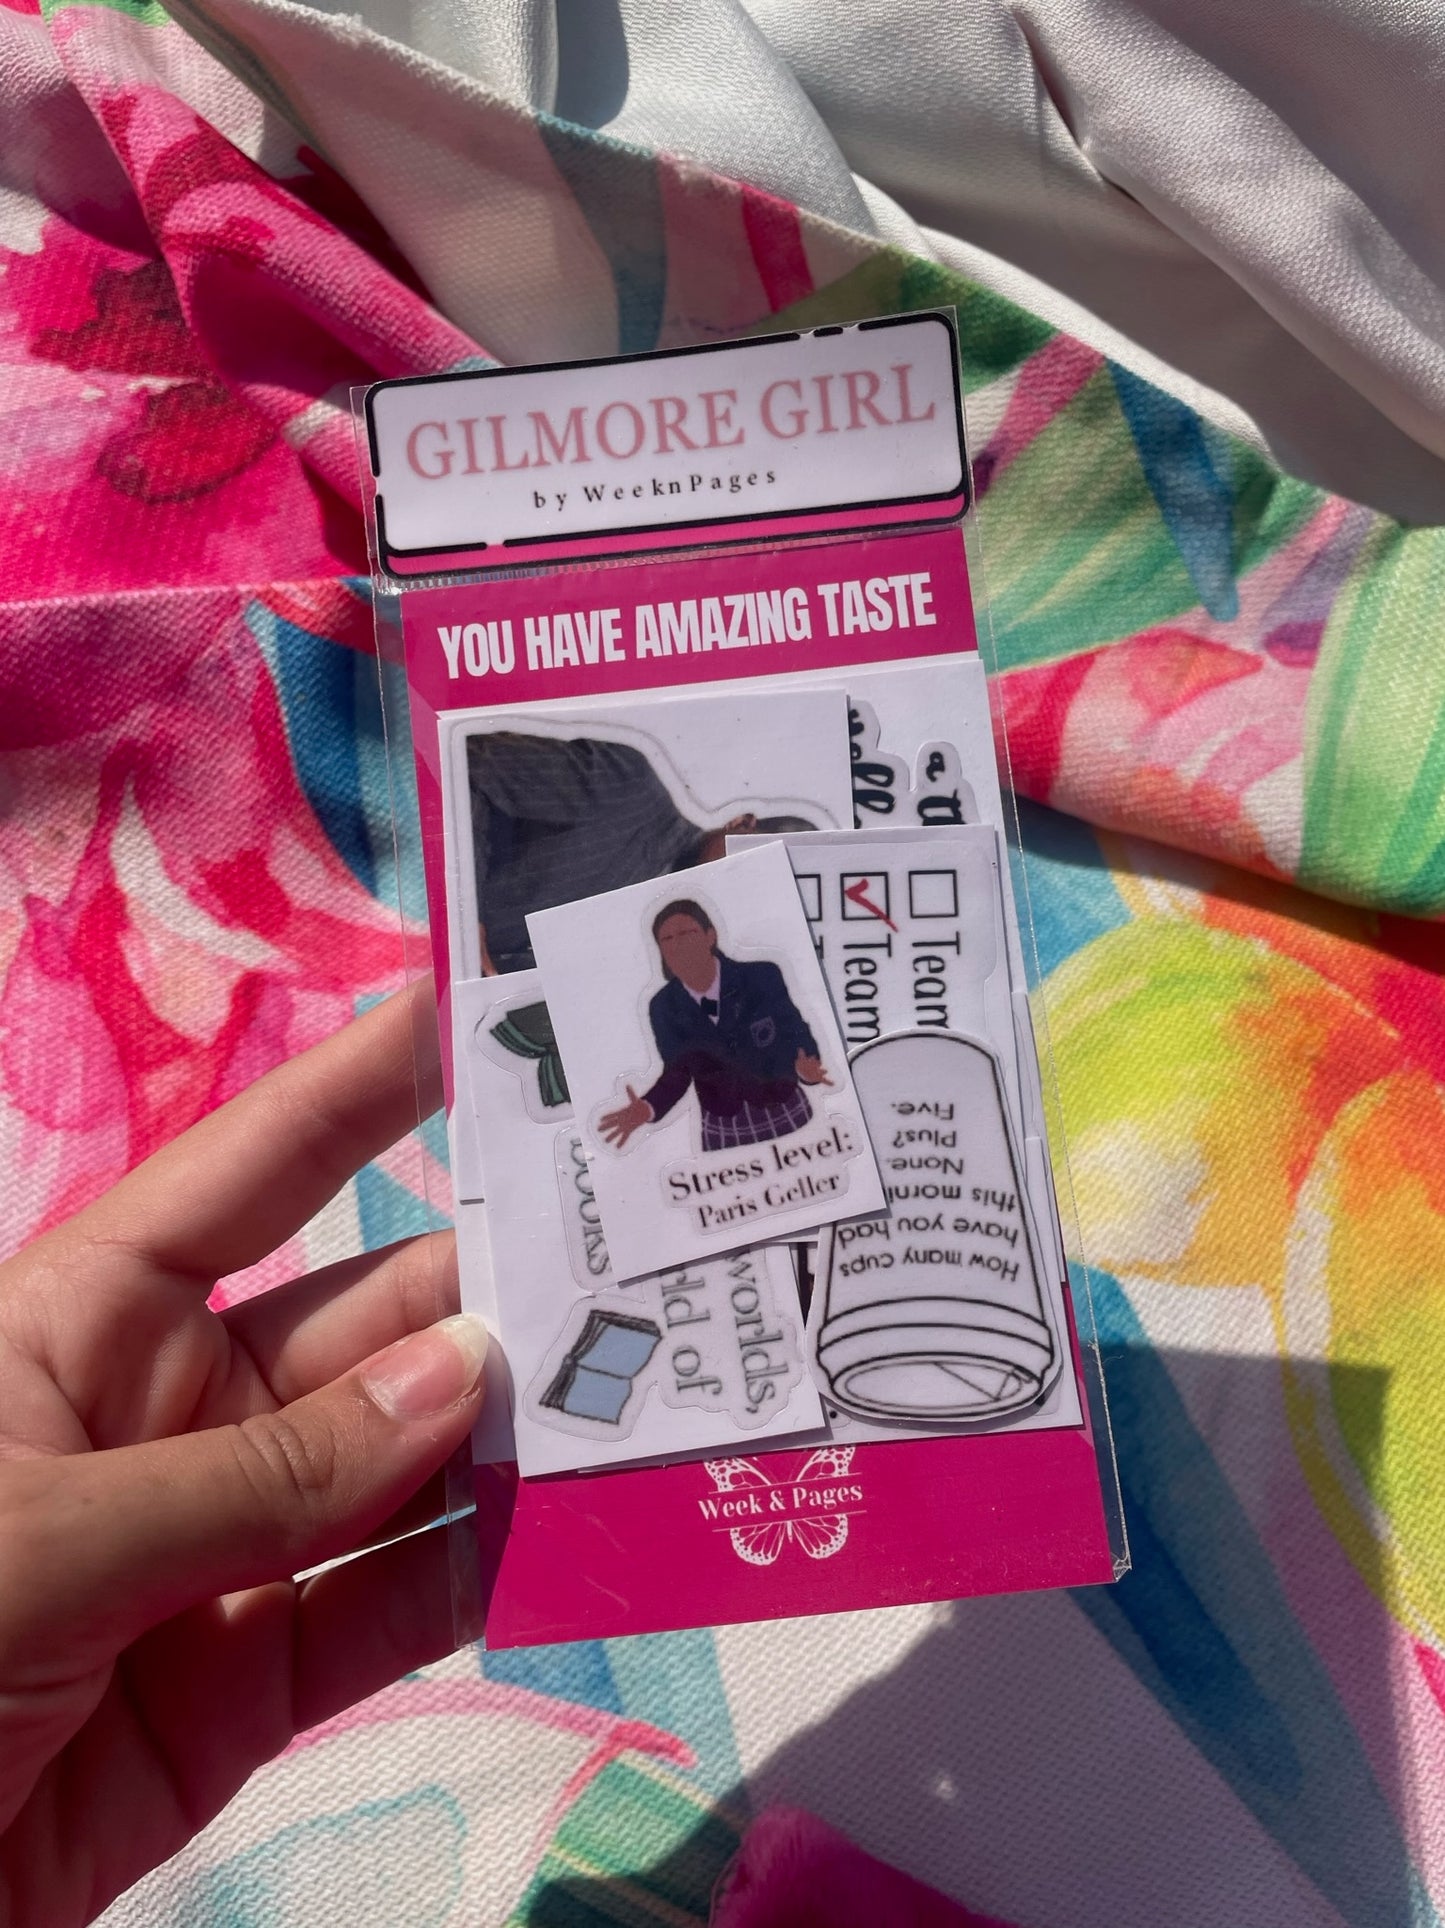 GILMORE GIRL
by WeeknPages
YOU HAVE AMAZING TASTE
a
Team
Team
Stress level:
Paris Geller
How many cups
have you had
this
None.
Plus?
Five.
books
of
worlds,
Week & Pages